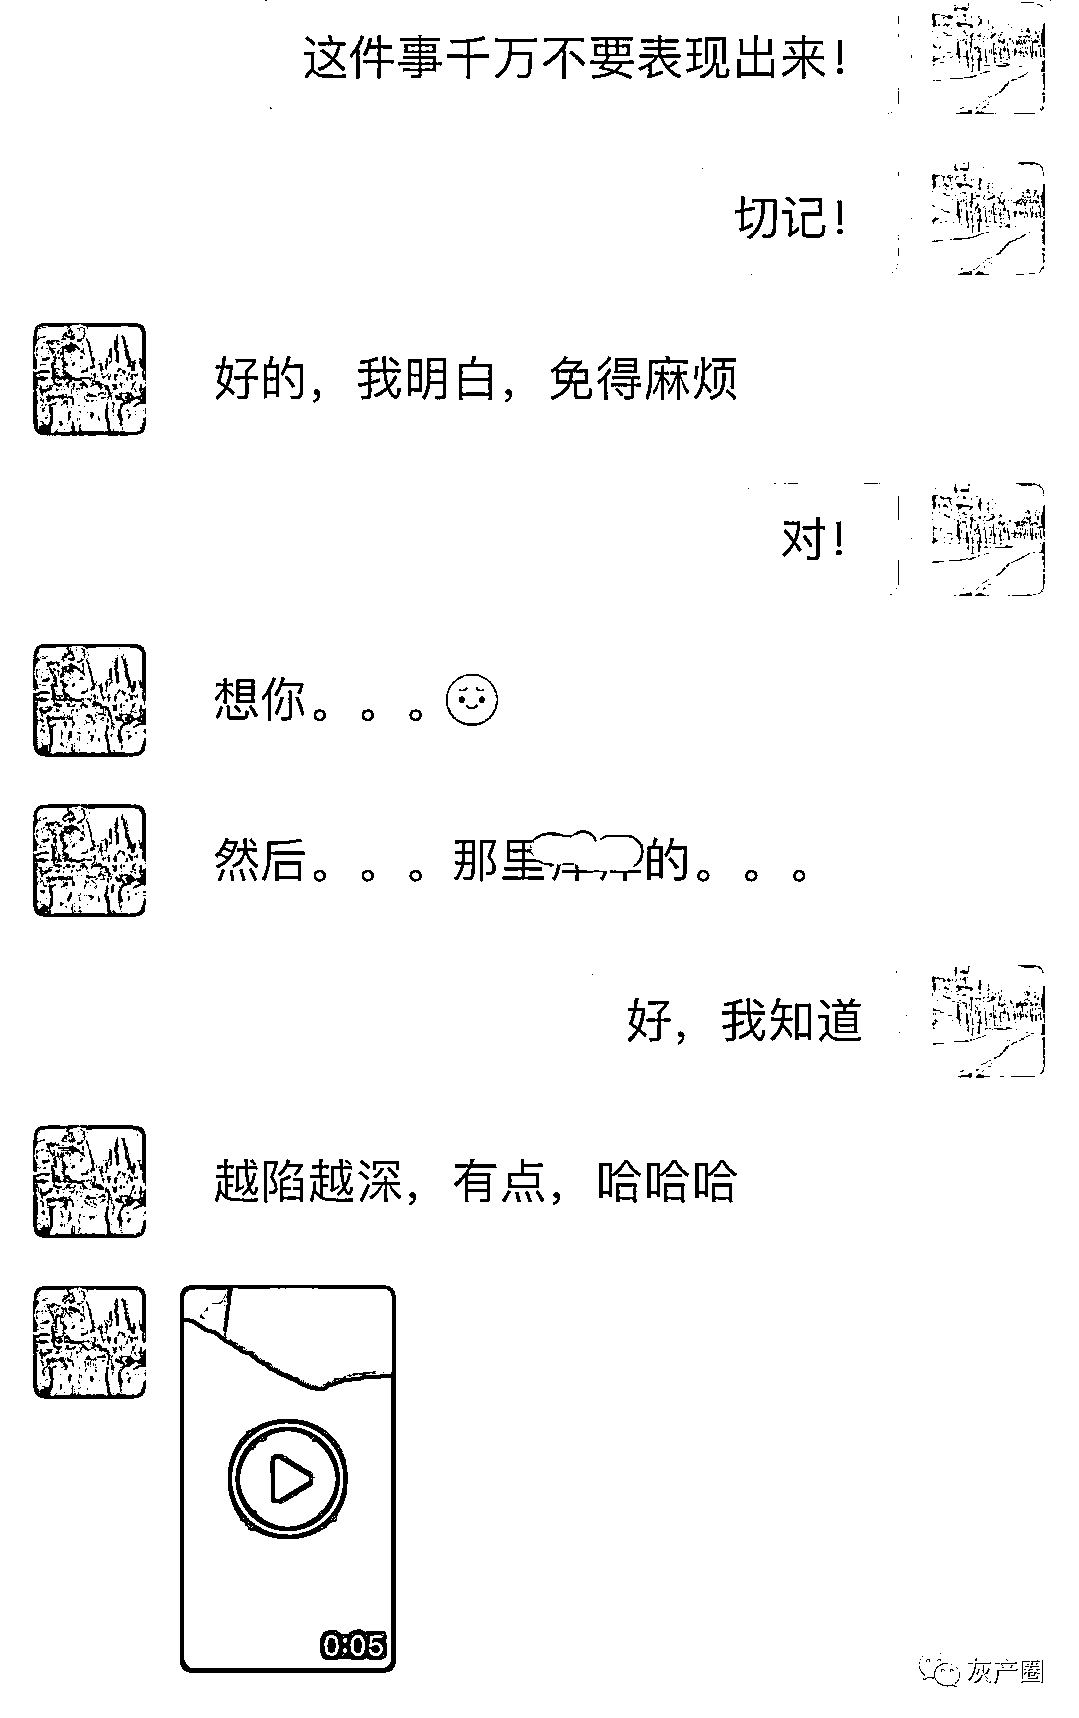 这件事千万不要表现出来!
切记!
好的，我明白，免得麻烦
对!
想你。。。
然后。。。那里的。。。
好，我知道
越陷越深，有点，哈哈哈
0:05
灰产圈